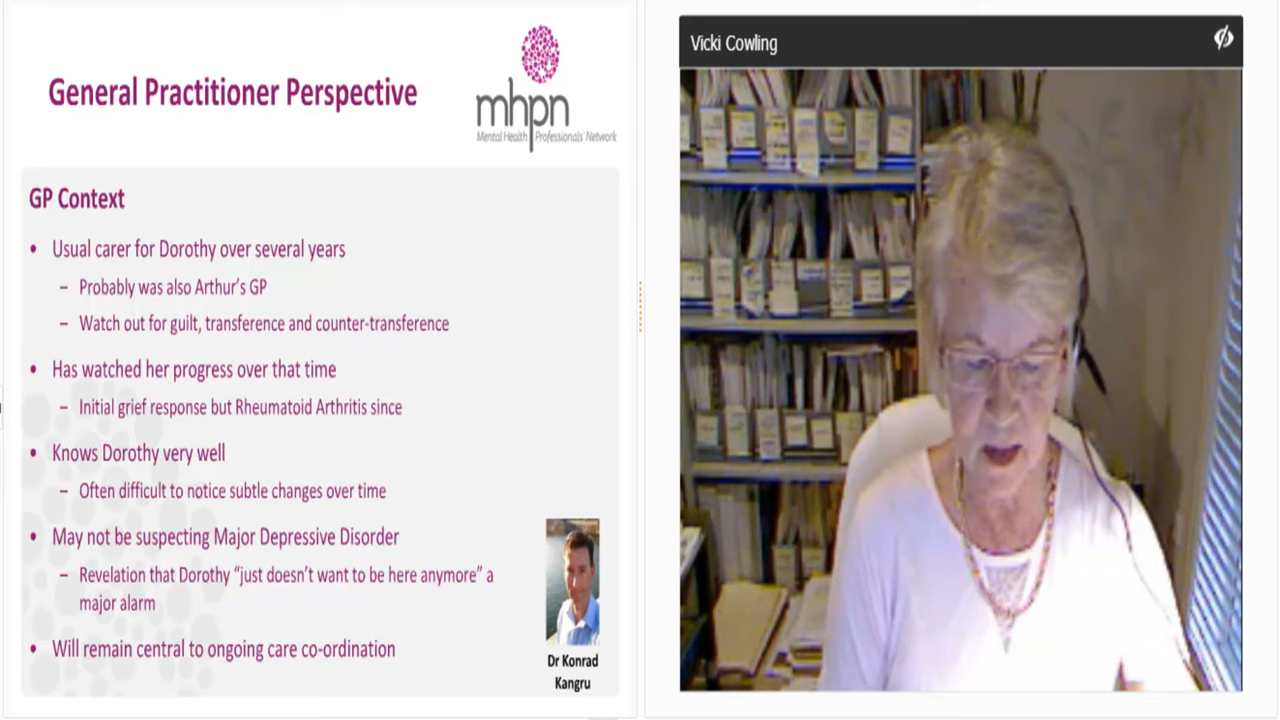 General Practitioner Perspective
mhpn
Mental Health Professionals' Network
GP Context
• Usual carer for Dorothy over several years
– Probably was also Arthur's GP
– Watch out for guilt, transference and counter-transference
• Has watched her progress over that time
– Initial grief response but Rheumatoid Arthritis since
• Knows Dorothy very well
– Often difficult to notice subtle changes over time
• May not be suspecting Major Depressive Disorder
– Revelation that Dorothy “just doesn't want to be here anymore” a
major alarm
• Will remain central to ongoing care co-ordination
Dr Konrad
Kangru
Vicki Cowling